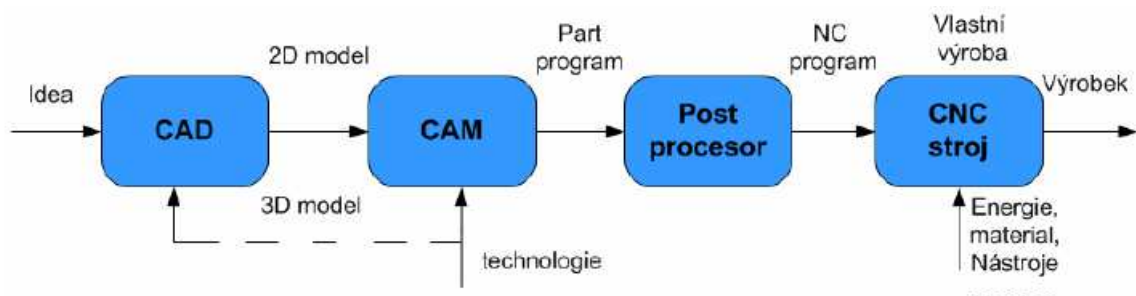 Idea
CAD
2D model
3D model
CAM
technologie
Part
program
Post
procesor
NC
program
Vlastní
výroba
CNC
stroj
Energie,
material,
Nástroje
Výrobek